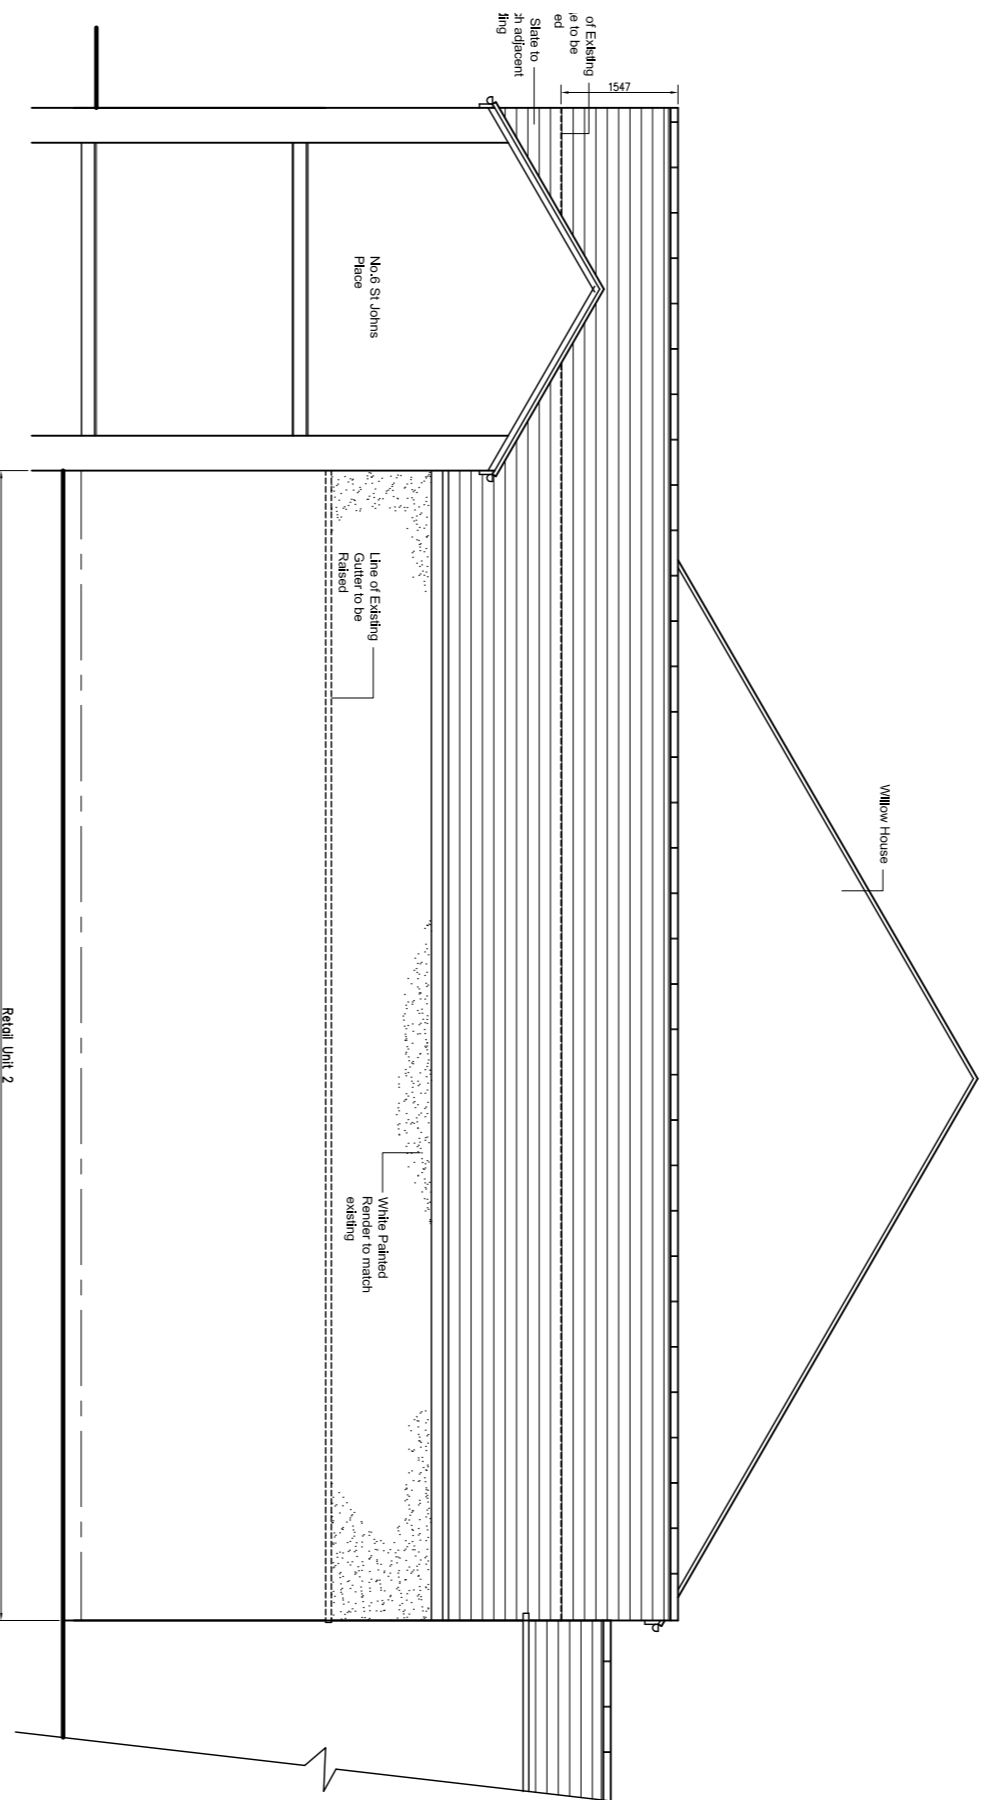 of Existing
to be
ed
Slate to
ch adjacent
ding
1547
Willow House
No.6 St Johns
Place
Line of Existing
Gutter to be
Raised
White Painted
Render to match
existing
Retail Unit 2